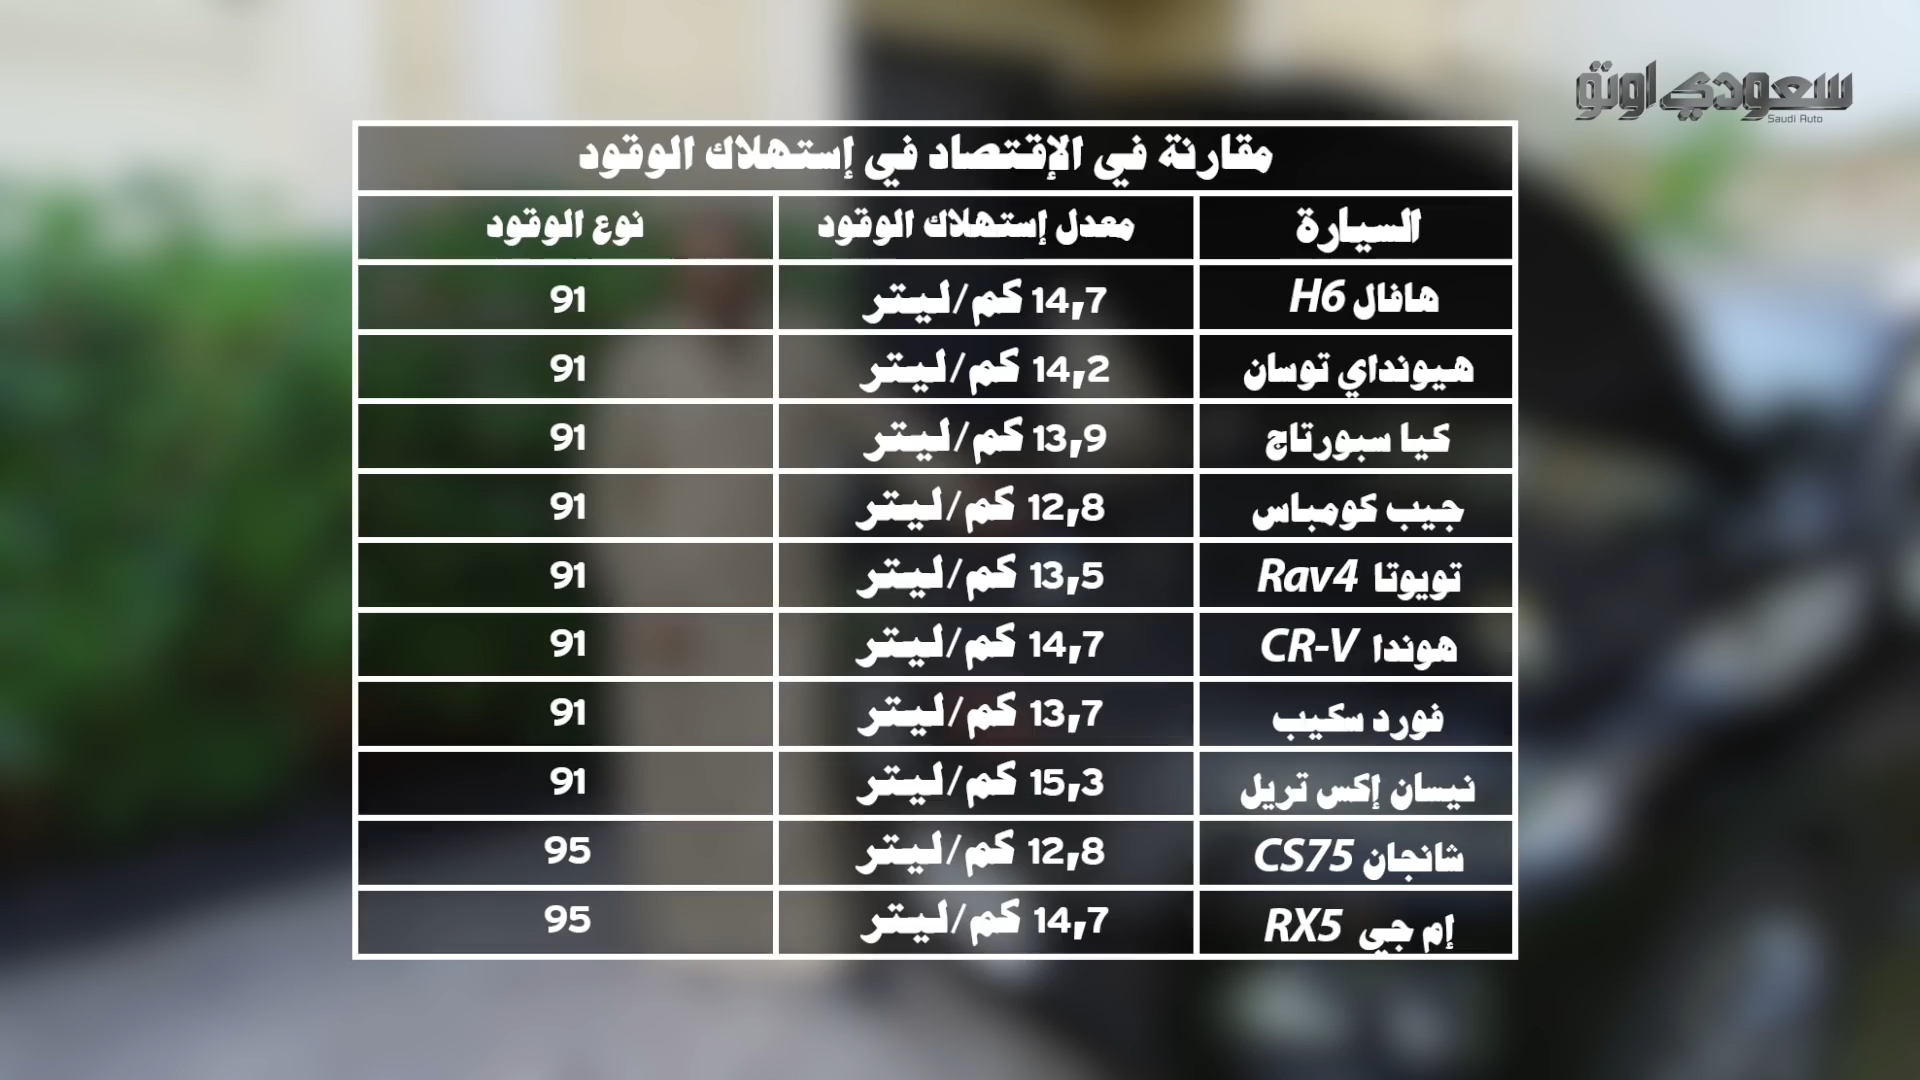 سعودي اوتو
Saudi Auto
مقارنة في الإقتصاد في إستهلاك الوقود
السيارة معدل إستهلاك الوقود نوع الوقود
هافال H6 14,7 كم/ليتر 91
هيونداي توسان 14,2 كم/ليتر 91
كيا سبورتاج 13,9 كم/ليتر 91
جيب كومباس 12,8 كم/ليتر 91
تويوتا Rav4 13,5 كم/ليتر 91
هوندا CR-V 14,7 كم/ليتر 91
فورد سكيب 13,7 كم/ليتر 91
نيسان إكس تريل 15,3 كم/ليتر 91
شانجان CS75 12,8 كم/ليتر 95
إم جي RX5 14,7 كم/ليتر 95